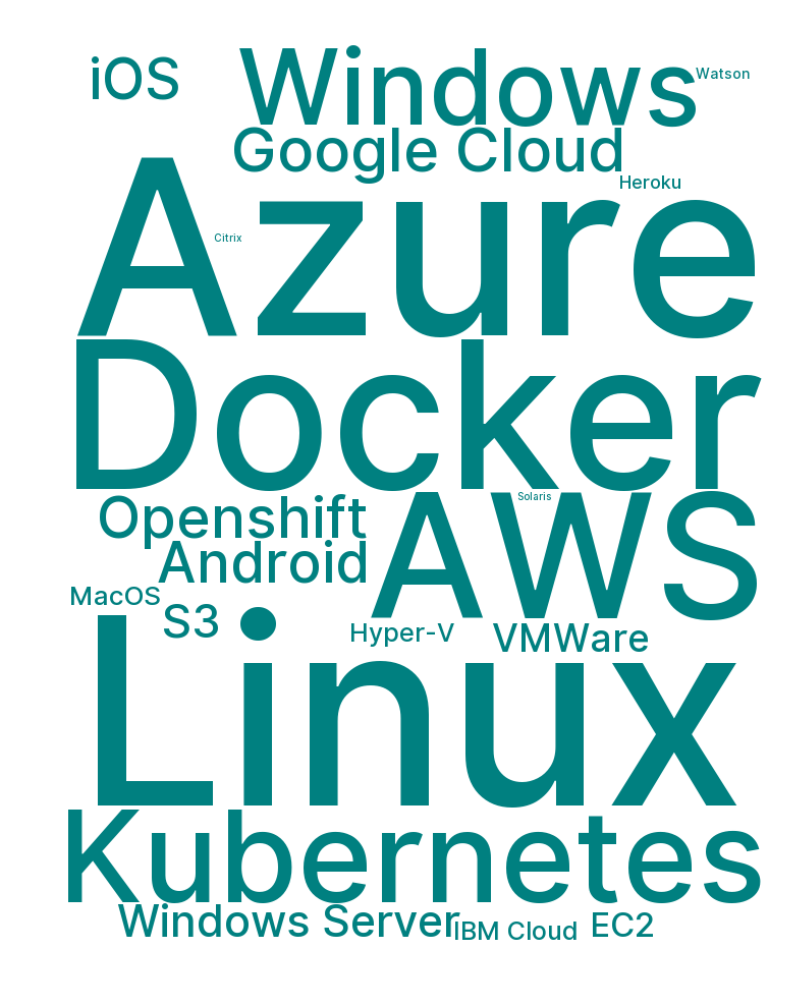 iOS
Windows
Watson
Google Cloud
Heroku
Azure
Citrix
Docker
Openshift
AWS
Solaris
Android
MacOS
S3
Hyper-V
VMWare
Linux
Kubernetes
Windows Server
IBM Cloud
EC2